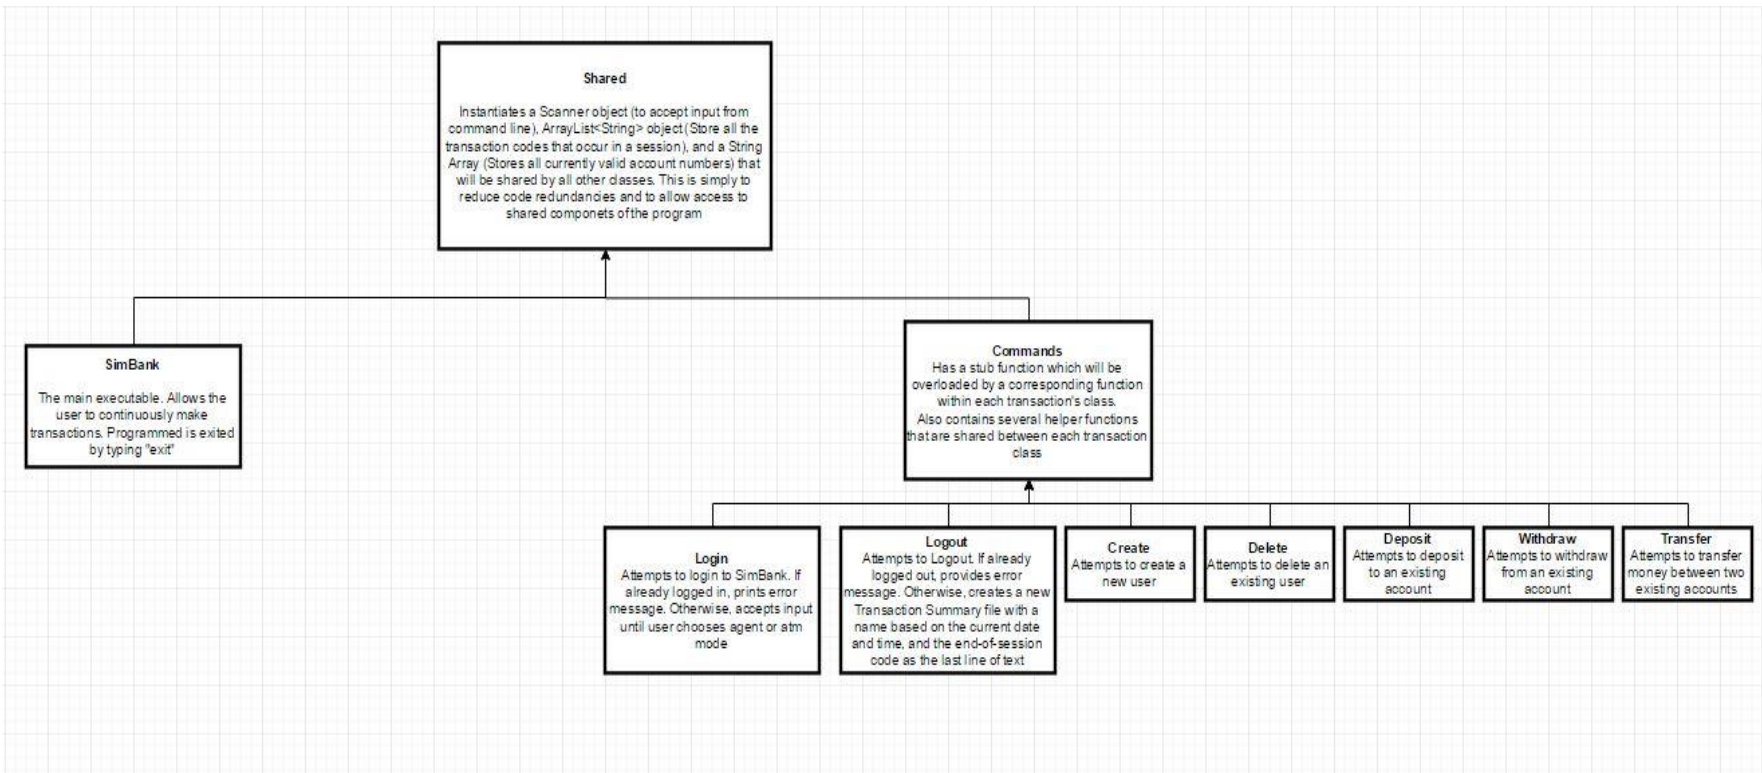 Shared
Instantiates a Scanner object (to accept input from
command line), ArrayList<String> object (Store all the
transaction codes that occur in a session), and a String
Array (Stores all currently valid account numbers) that
will be shared by all other classes. This is simply to
reduce code redundancies and to allow access to
shared componets of the program
SimBank
The main executable. Allows the
user to continuously make
transactions. Programmed is exited
by typing "exit"
Commands
Has a stub function which will be
overloaded by a corresponding function
within each transaction's class.
Also contains several helper functions
that are shared between each transaction
class
Login
Attempts to login to SimBank. If
already logged in, prints error
message. Otherwise, accepts input
until user chooses agent or atm
mode
Logout
Attempts to Logout. If already
logged out, provides error
message. Otherwise, creates a new
Transaction Summary file with a
name based on the current date
and time, and the end-of-session
code as the last line of text
Create
Attempts to create a
new user
Delete
Attempts to delete an
existing user
Deposit
Attempts to deposit
to an existing
account
Withdraw
Attempts to withdraw
from an existing
account
Transfer
Attempts to transfer
money between two
existing accounts